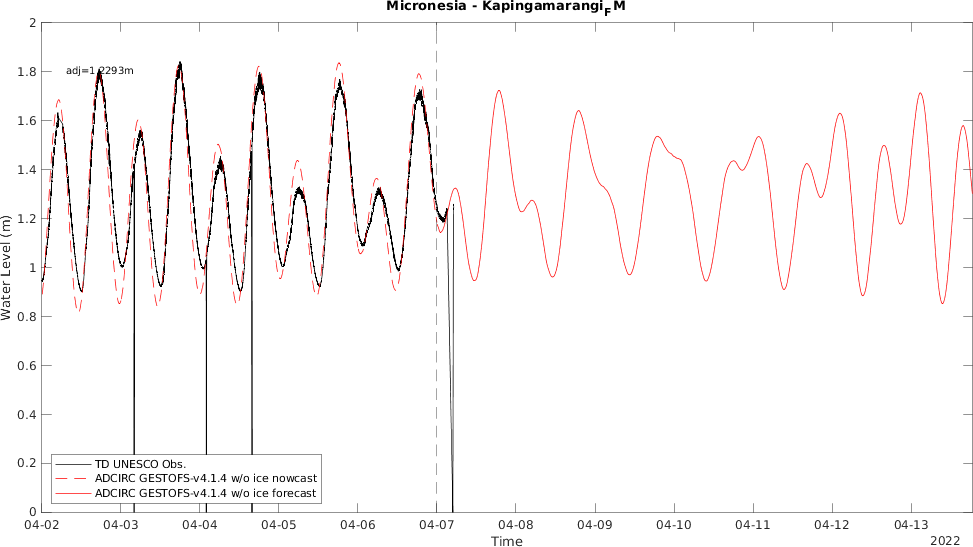 Micronesia - Kapingamarangi_FM
2
1.8
1.6
1.4
1.2
1
0.8
0.6
0.4
0.2
0
Water Level (m)
adj=1.2293m
TD UNESCO Obs.
ADCIRC GESTOFS-v4.1.4 w/o ice nowcast
ADCIRC GESTOFS-v4.1.4 w/o ice forecast
04-02 04-03 04-04 04-05 04-06 04-07 04-08 04-09 04-10 04-11 04-12 04-13
Time
2022